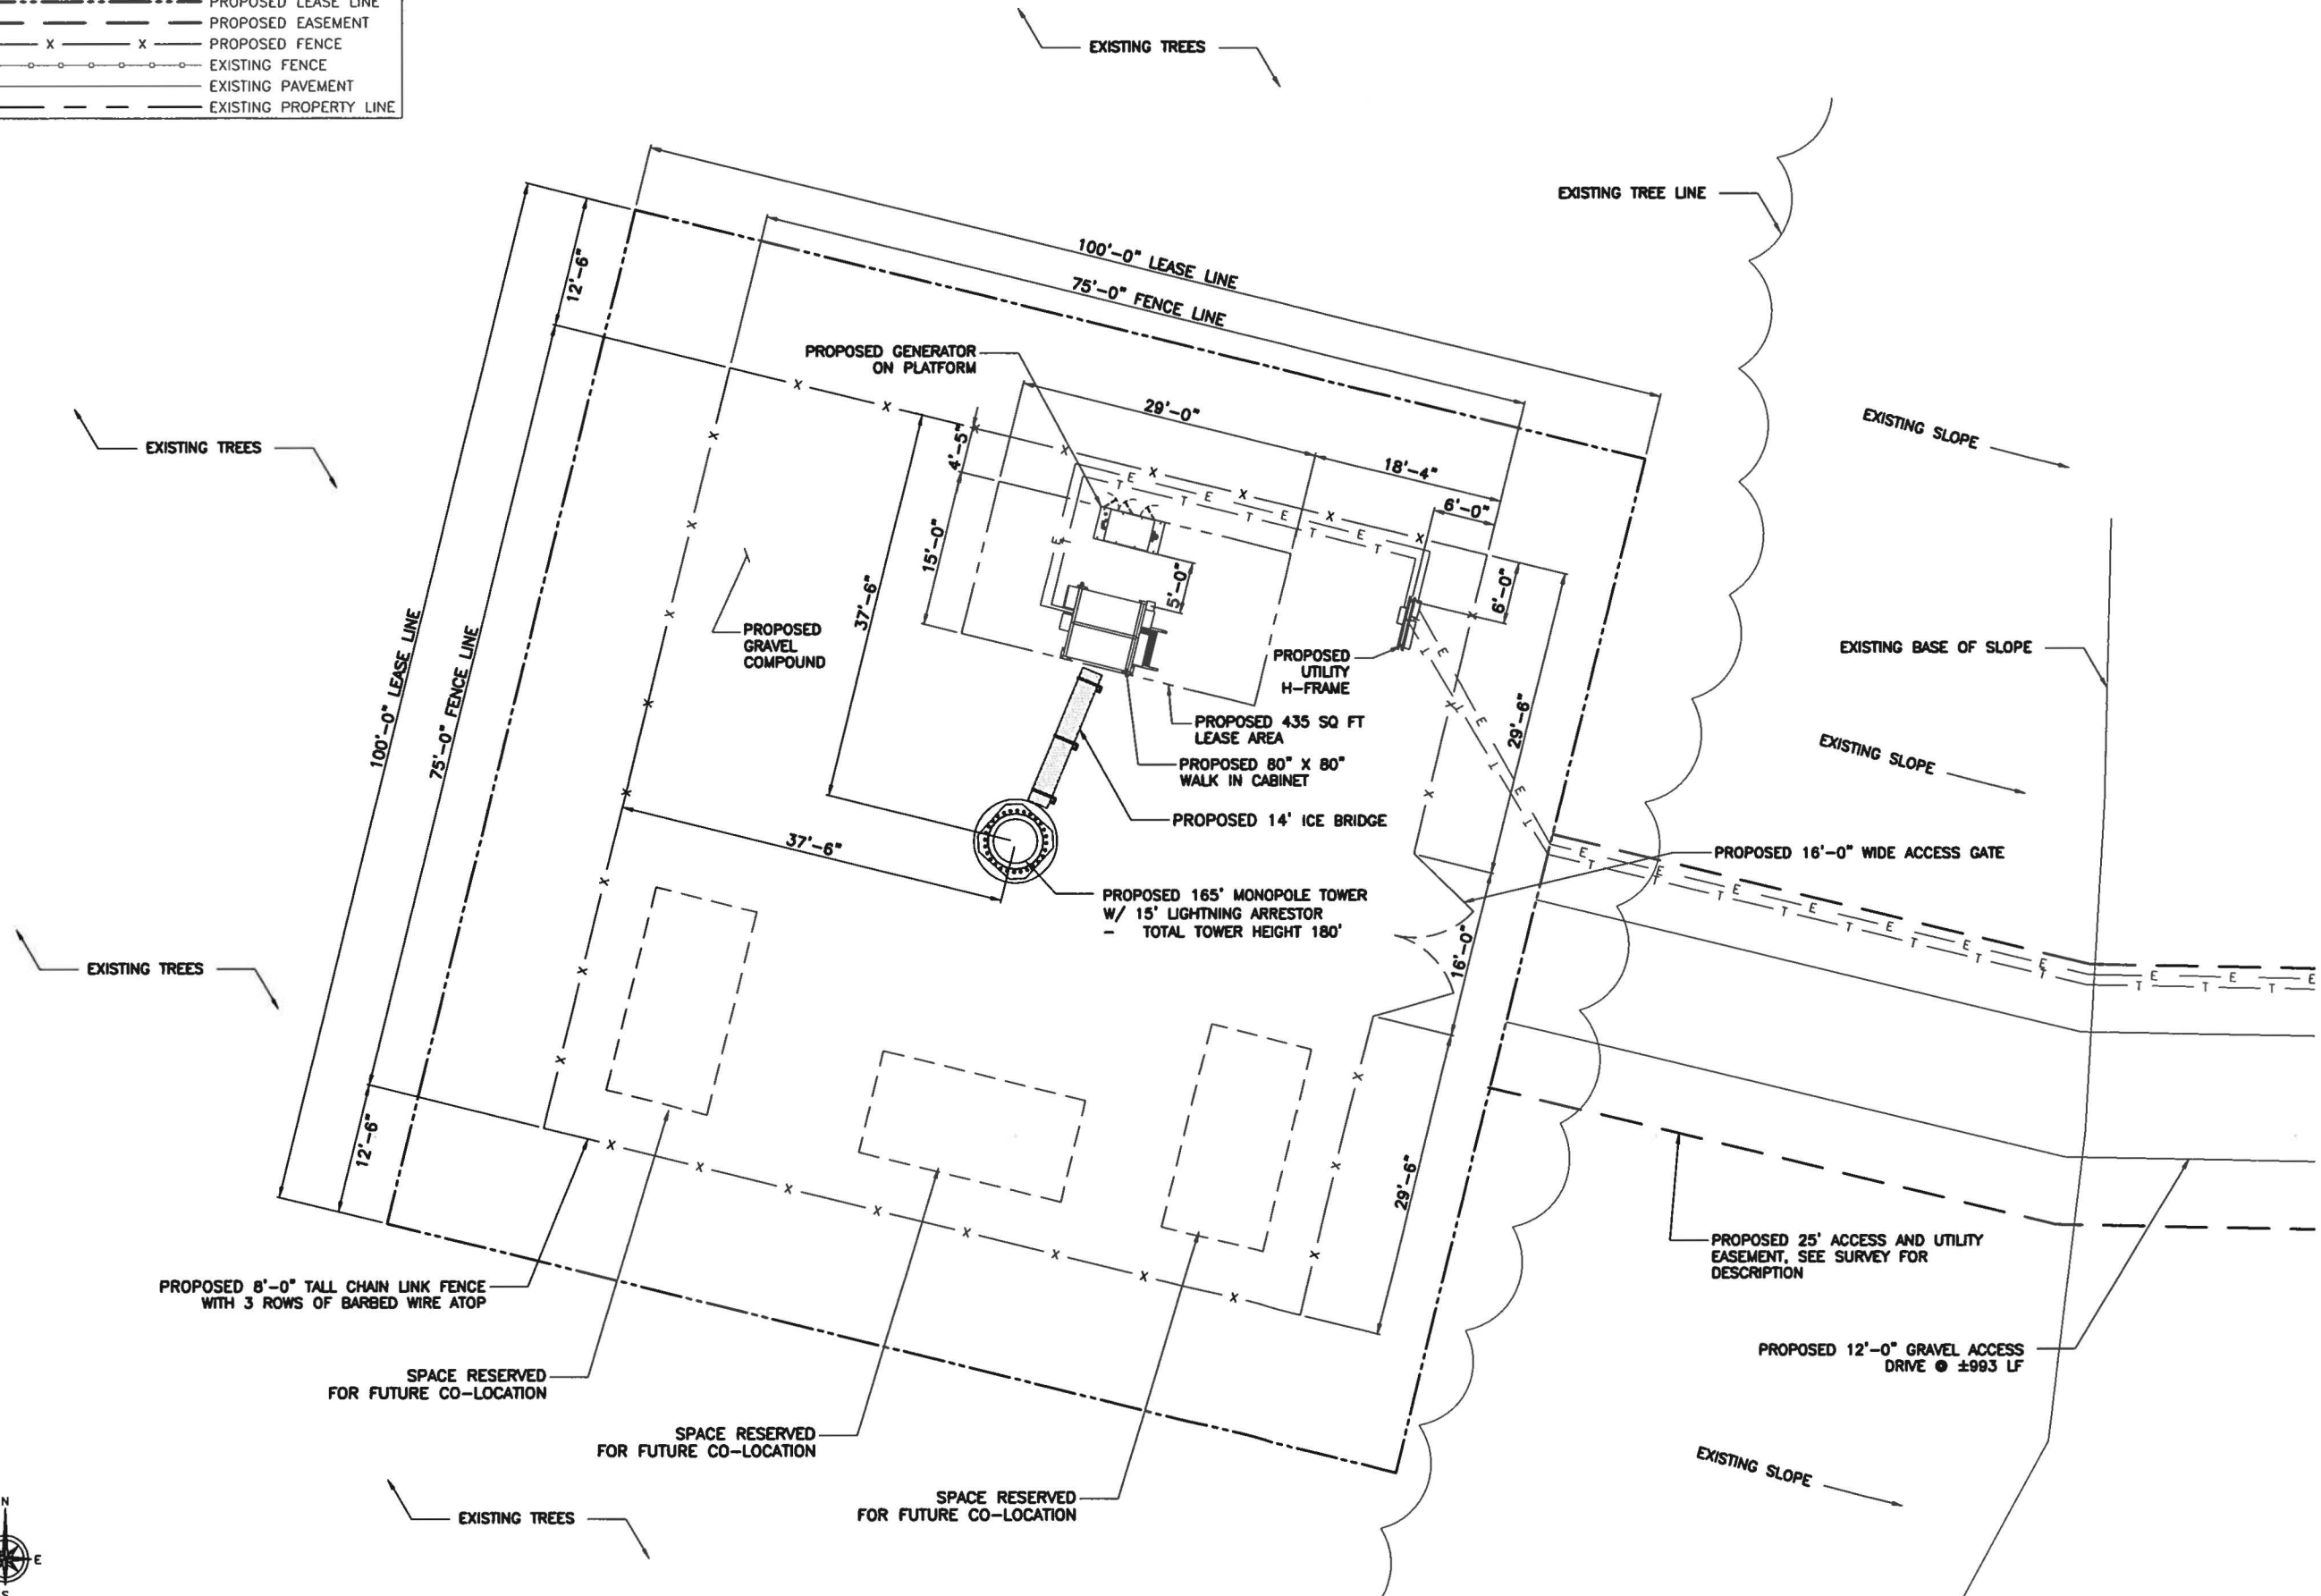 PROPOSED LEASE LINE
PROPOSED EASEMENT
X X PROPOSED FENCE
EXISTING FENCE
EXISTING PAVEMENT
EXISTING PROPERTY LINE
EXISTING TREES
EXISTING TREE LINE
100'-0" LEASE LINE
75'-0" FENCE LINE
12'-6"
PROPOSED GENERATOR
ON PLATFORM
29'-0"
18'-4"
6'-0"
4'-5"
15'-0"
37'-6"
5'-0"
6'-0"
EXISTING SLOPE
EXISTING TREES
PROPOSED
GRAVEL
COMPOUND
PROPOSED
UTILITY
H-FRAME
EXISTING BASE OF SLOPE
100'-0" LEASE LINE
75'-0" FENCE LINE
PROPOSED 435 SQ FT
LEASE AREA
29'-6"
EXISTING SLOPE
PROPOSED 80" X 80"
WALK IN CABINET
PROPOSED 14' ICE BRIDGE
37'-6"
PROPOSED 16'-0" WIDE ACCESS GATE
PROPOSED 165' MONOPOLE TOWER
W/ 15' LIGHTNING ARRESTOR
- TOTAL TOWER HEIGHT 180'
16'-0"
EXISTING TREES
12'-6"
29'-6"
PROPOSED 25' ACCESS AND UTILITY
EASEMENT, SEE SURVEY FOR
DESCRIPTION
PROPOSED 8'-0" TALL CHAIN LINK FENCE
WITH 3 ROWS OF BARBED WIRE ATOP
PROPOSED 12'-0" GRAVEL ACCESS
DRIVE @ ±993 LF
SPACE RESERVED
FOR FUTURE CO-LOCATION
SPACE RESERVED
FOR FUTURE CO-LOCATION
SPACE RESERVED
FOR FUTURE CO-LOCATION
EXISTING SLOPE
EXISTING TREES
N
E
S